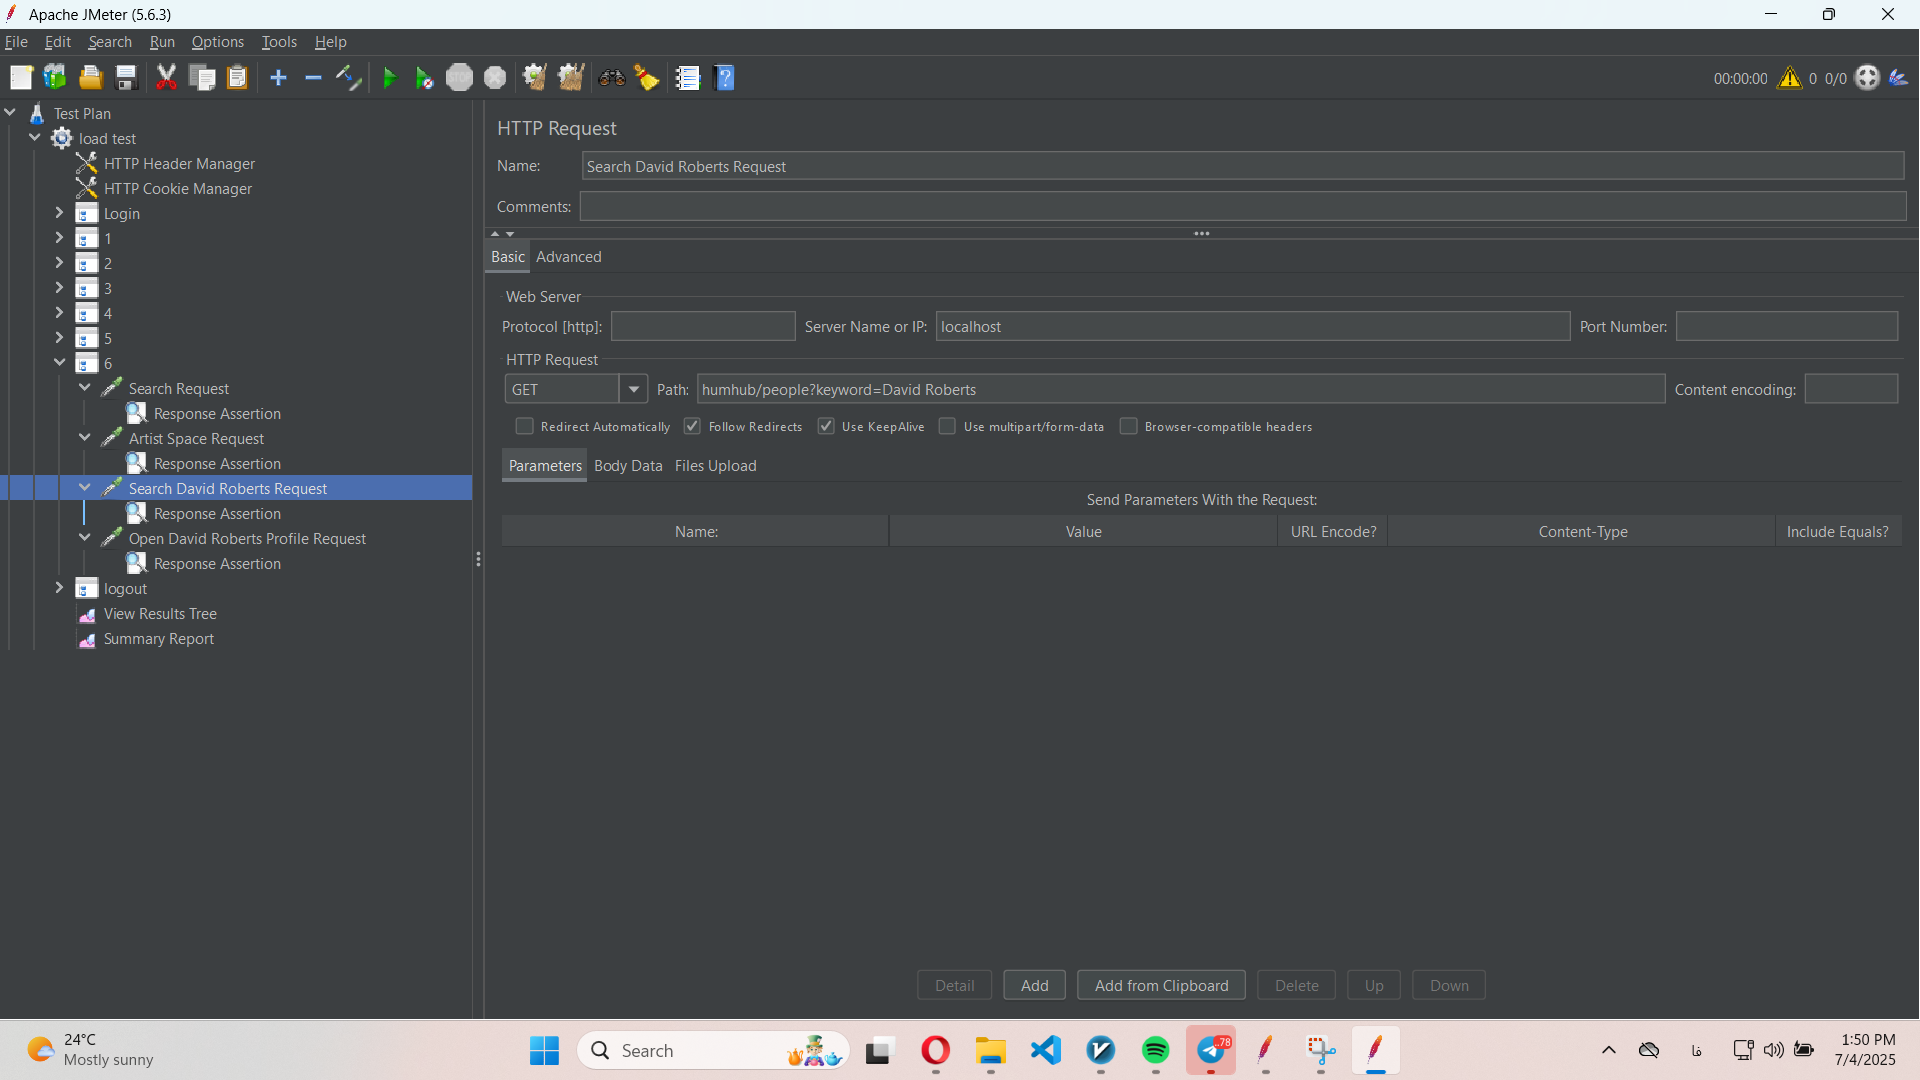 Apache JMeter (5.6.3)
File Edit Search Run Options Tools Help
00:00:00 0 0/0
Test Plan
load test
HTTP Header Manager
HTTP Cookie Manager
Login
1
2
3
4
5
6
Search Request
Response Assertion
Artist Space Request
Response Assertion
Search David Roberts Request
Response Assertion
Open David Roberts Profile Request
Response Assertion
logout
View Results Tree
Summary Report
HTTP Request
Name: Search David Roberts Request
Comments:
Basic Advanced
Web Server
Protocol [http]: Server Name or IP: localhost Port Number:
HTTP Request
GET Path: humhub/people?keyword=David Roberts Content encoding:
Redirect Automatically Follow Redirects Use KeepAlive Use multipart/form-data Browser-compatible headers
Parameters Body Data Files Upload
Send Parameters With the Request:
Name: Value URL Encode? Content-Type Include Equals?
Detail Add Add from Clipboard Delete Up Down
24°C
Mostly sunny
Search
STOP
.78
فا
1:50 PM
7/4/2025